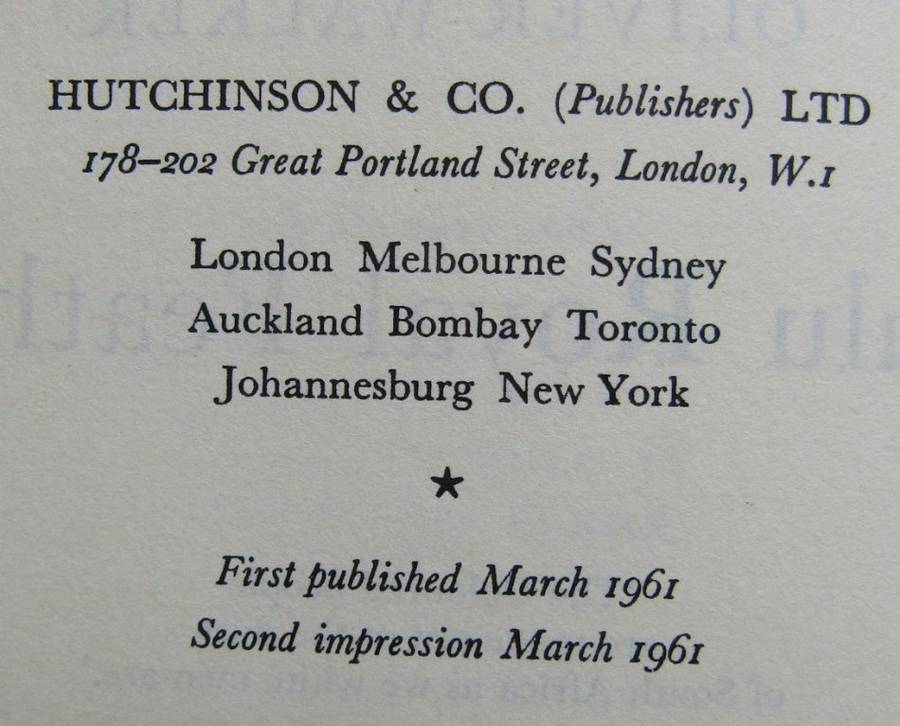 HUTCHINSON & CO. (Publishers) LTD
178–202 Great Portland Street, London, W.1
London Melbourne Sydney
Auckland Bombay Toronto
Johannesburg New York
First published March 1961
Second impression March 1961